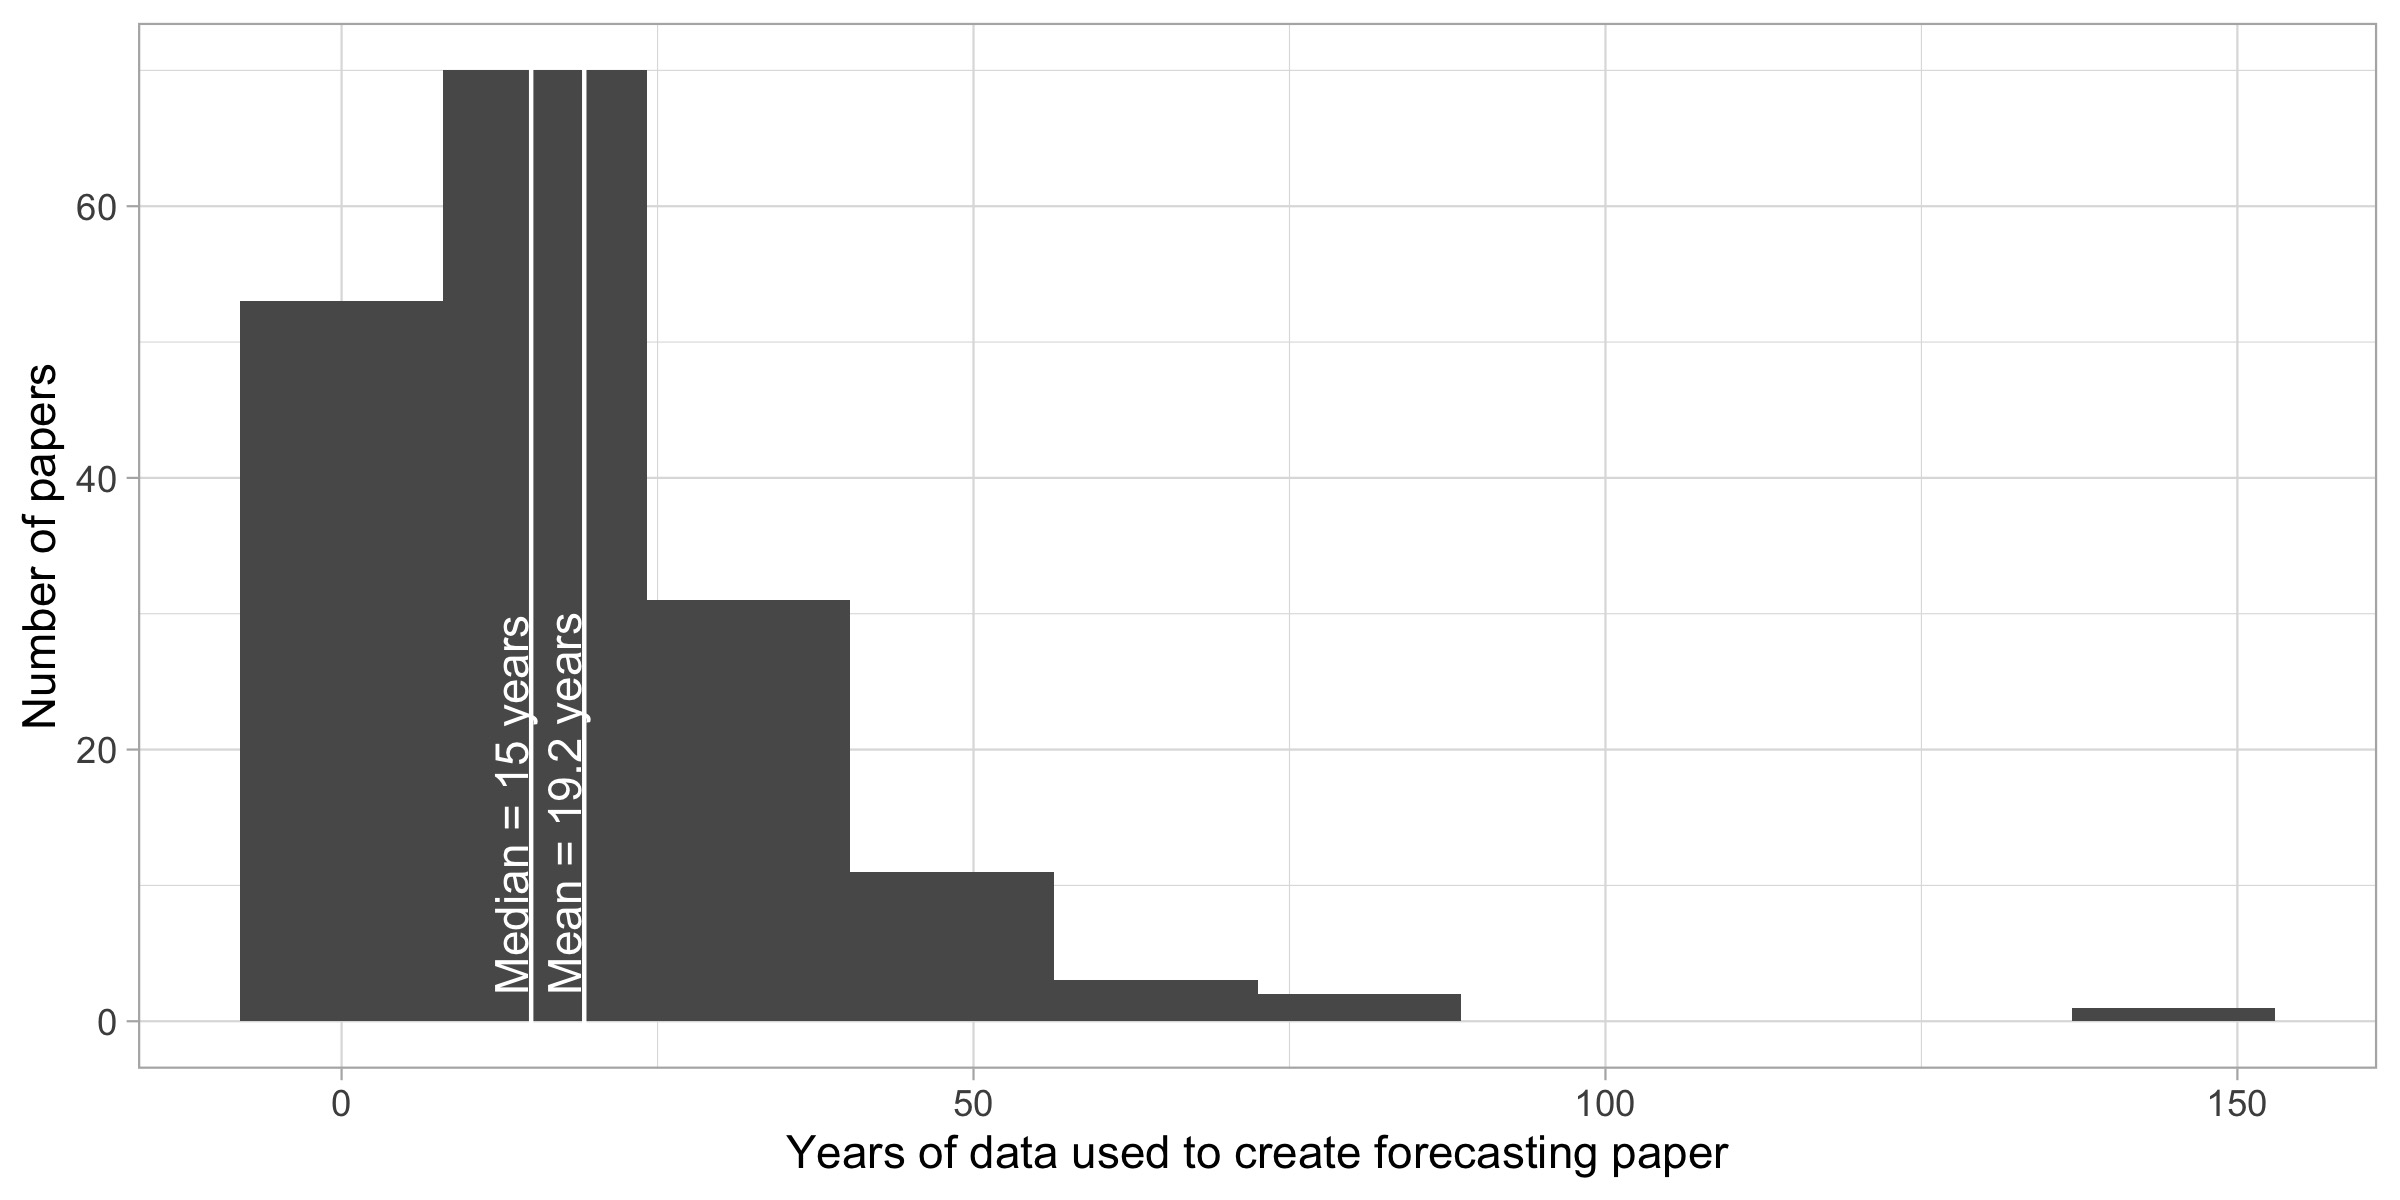 Number of papers
60
40
20
0
Median = 15 years
Mean = 19.2 years
0
50
100
150
Years of data used to create forecasting paper